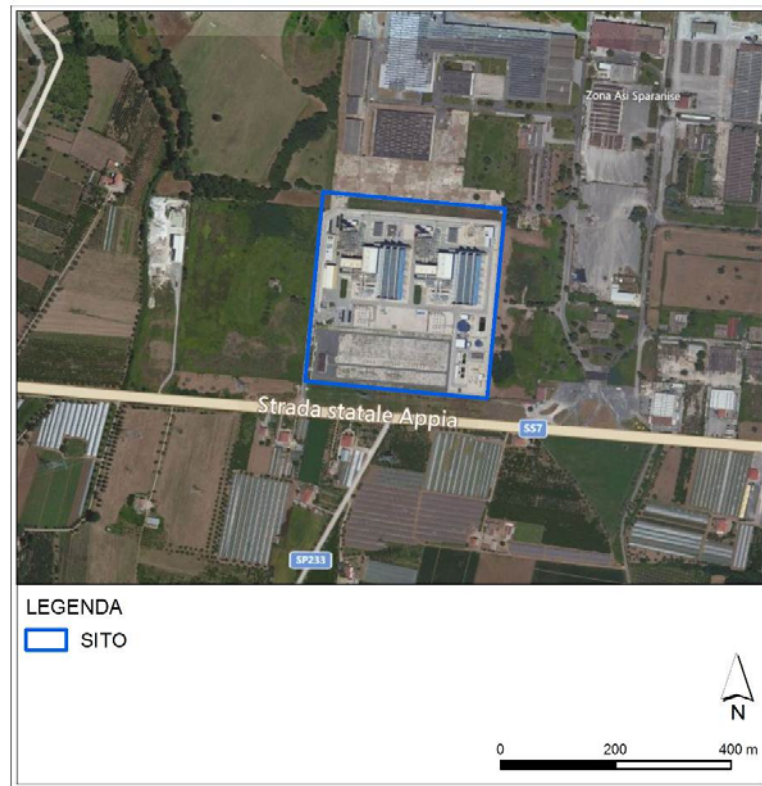 Zona Asi Sparanise
Strada statale Appia
SS7
SP233
LEGENDA
SITO
N
0 200 400 m